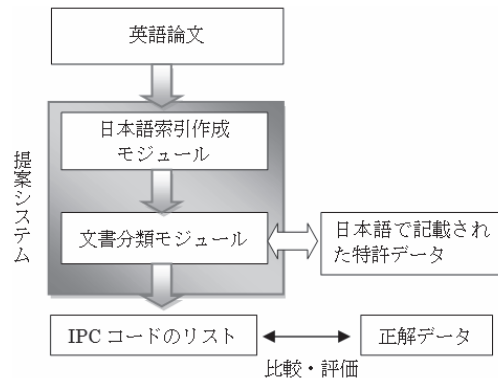 英語論文
日本語索引作成
モジュール
提案システム
文書分類モジュール
日本語で記載され
た特許データ
IPC コードのリスト
正解データ
比較・評価